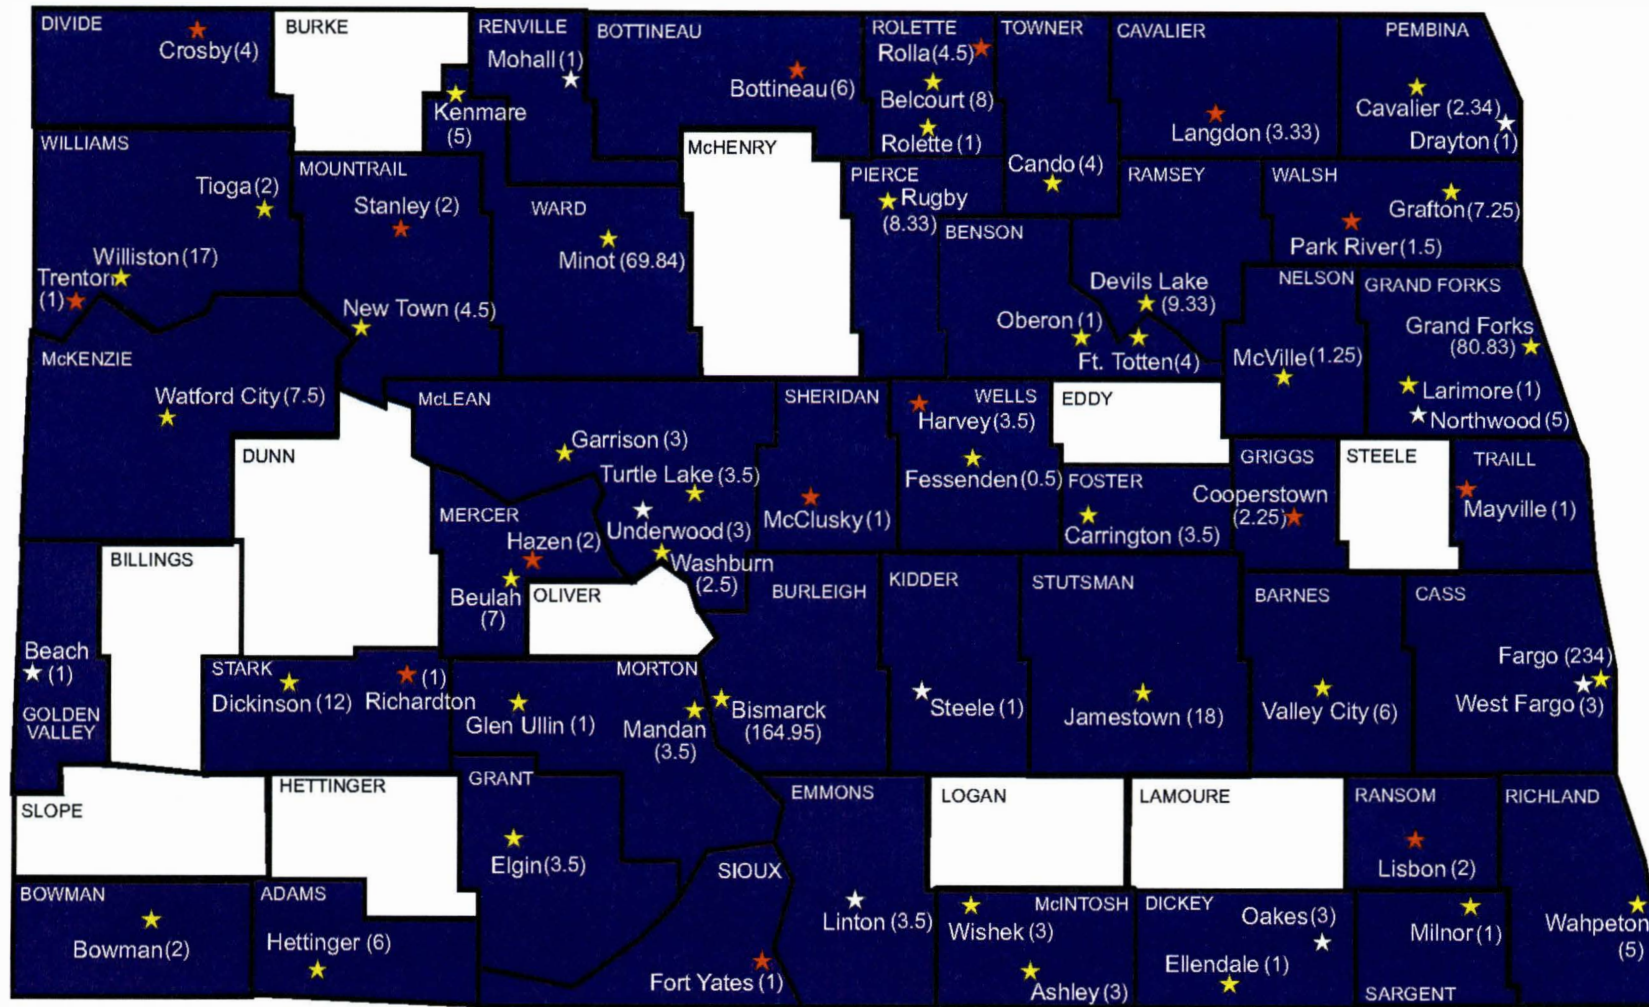 DIVIDE
Crosby (4)
BURKE
RENVILLE
Mohall (1)
Kenmare
(5)
BOTTINEAU
Bottineau (6)
ROLETTE
Rolla (4.5)
Belcourt (8)
Rolette (1)
TOWNER
Cando (4)
CAVALIER
Langdon (3.33)
PEMBINA
Cavalier (2.34)
Drayton (1)
WILLIAMS
Tioga (2)
Williston (17)
Trenton
(1)
MOUNTRAIL
Stanley (2)
New Town (4.5)
WARD
Minot (69.84)
McHENRY
PIERCE
Rugby
(8.33)
BENSON
Oberon (1)
Ft. Totten (4)
RAMSEY
Devils Lake
(9.33)
WALSH
Grafton (7.25)
Park River (1.5)
NELSON
McVille (1.25)
GRAND FORKS
Grand Forks
(80.83)
Larimore (1)
Northwood (5)
McKENZIE
Watford City (7.5)
DUNN
McLEAN
Garrison (3)
Turtle Lake (3.5)
Underwood (3)
Washburn
(2.5)
MERCER
Hazen (2)
Beulah
(7)
OLIVER
SHERIDAN
McClusky (1)
WELLS
Harvey (3.5)
Fessenden (0.5)
EDDY
FOSTER
Carrington (3.5)
GRIGGS
Cooperstown
(2.25)
STEELE
TRAILL
Mayville (1)
BILLINGS
Beach
(1)
GOLDEN
VALLEY
STARK
Dickinson (12)
(1)
Richardton
MORTON
Glen Ullin (1)
Mandan
(3.5)
BURLEIGH
Bismarck
(164.95)
KIDDER
Steele (1)
STUTSMAN
Jamestown (18)
BARNES
Valley City (6)
CASS
Fargo (234)
West Fargo (3)
SLOPE
HETTINGER
GRANT
Elgin (3.5)
SIOUX
Fort Yates (1)
EMMONS
Linton (3.5)
LOGAN
LAMOURE
RANSOM
Lisbon (2)
RICHLAND
Wahpeton
(5)
BOWMAN
Bowman (2)
ADAMS
Hettinger (6)
McINTOSH
Wishek (3)
Ashley (3)
DICKEY
Oakes (3)
Ellendale (1)
Milnor (1)
SARGENT